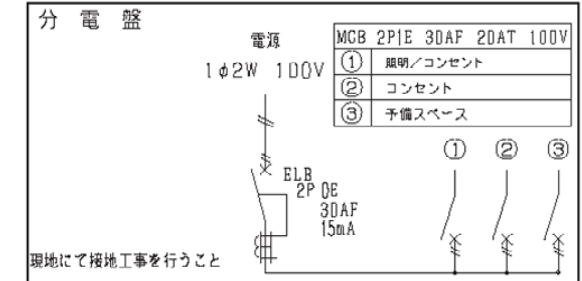 分 電 盤
電源
1φ2W 100V
MCB 2P1E 30AF 20AT 100V
① 照明/コンセント
② コンセント
③ 予備スペース
① ② ③
ELB
2P 0E
30AF
15mA
現地にて接地工事を行うこと